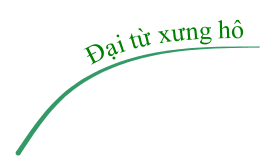 Đại từ xưng hô